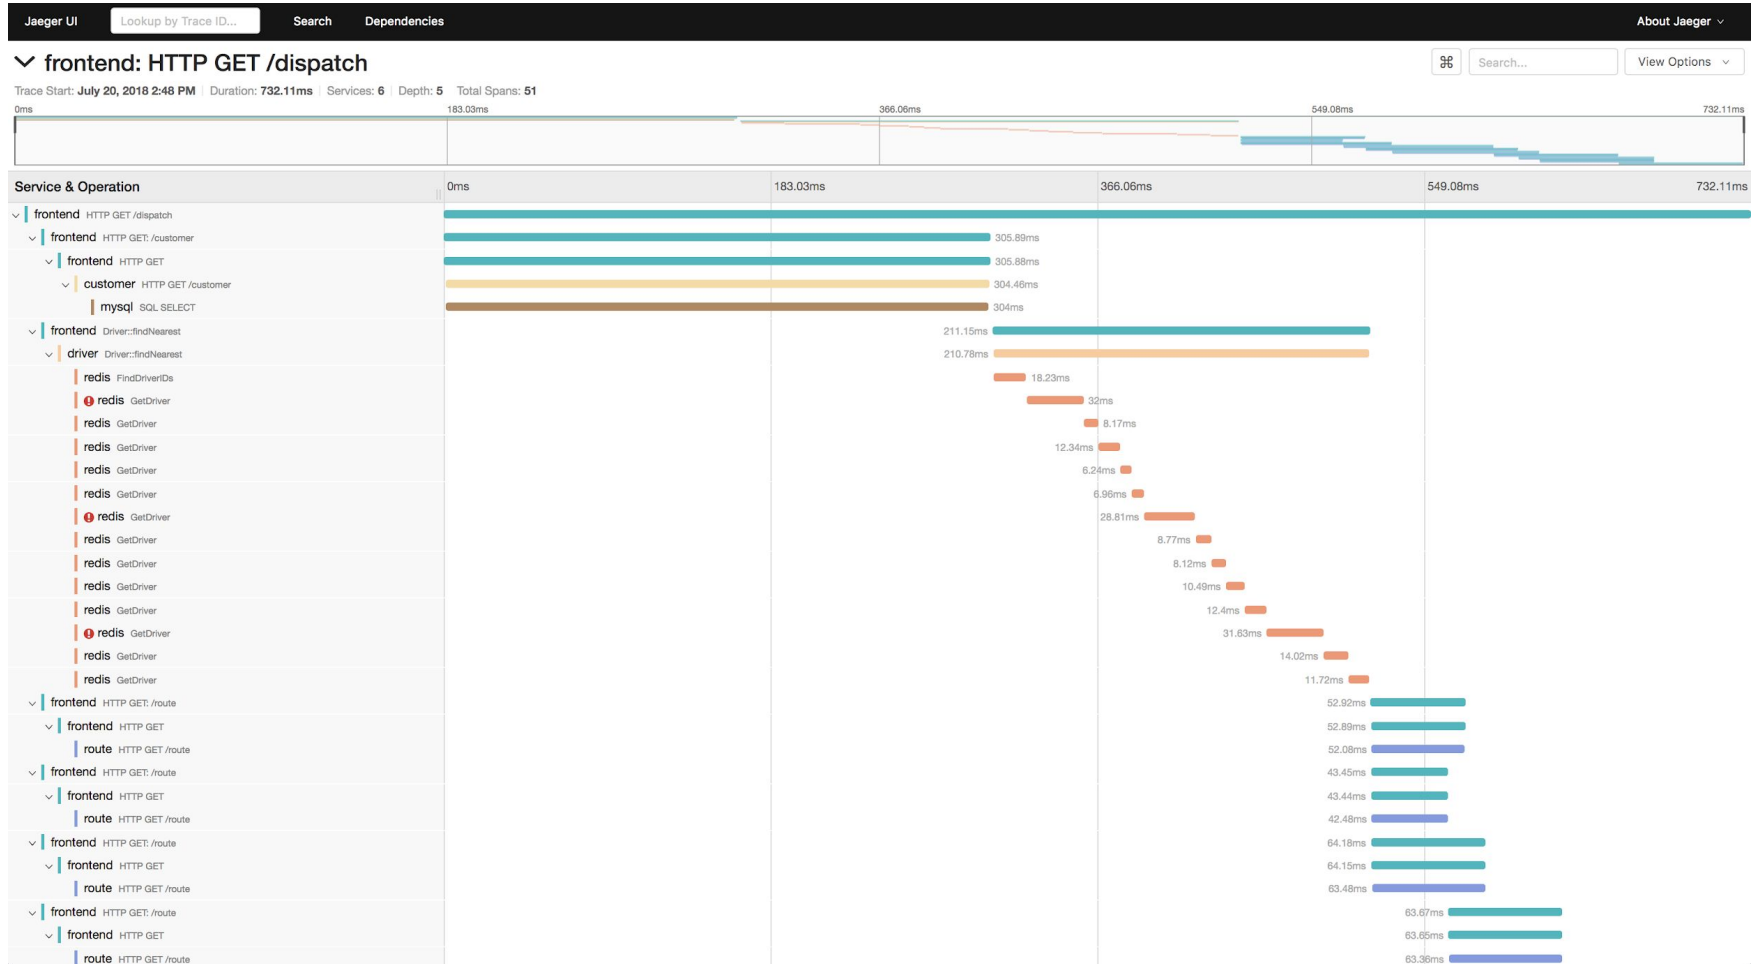 Jaeger UI Lookup by Trace ID... Search Dependencies About Jaeger
frontend: HTTP GET /dispatch ⌘ Search... View Options
Trace Start: July 20, 2018 2:48 PM Duration: 732.11ms Services: 6 Depth: 5 Total Spans: 51
0ms 183.03ms 366.06ms 549.08ms 732.11ms
Service & Operation 0ms 183.03ms 366.06ms 549.08ms 732.11ms
frontend HTTP GET /dispatch
frontend HTTP GET: /customer 305.89ms
frontend HTTP GET 305.88ms
customer HTTP GET /customer 304.46ms
mysql SQL SELECT 304ms
frontend Driver::findNearest 211.15ms
driver Driver::findNearest 210.78ms
redis FindDriverIDs 18.23ms
redis GetDriver 32ms
redis GetDriver 8.17ms
redis GetDriver 12.34ms
redis GetDriver 6.24ms
redis GetDriver 6.96ms
redis GetDriver 28.81ms
redis GetDriver 8.77ms
redis GetDriver 8.12ms
redis GetDriver 10.49ms
redis GetDriver 12.4ms
redis GetDriver 31.63ms
redis GetDriver 14.02ms
redis GetDriver 11.72ms
frontend HTTP GET: /route 52.92ms
frontend HTTP GET 52.89ms
route HTTP GET /route 52.08ms
frontend HTTP GET: /route 43.45ms
frontend HTTP GET 43.44ms
route HTTP GET /route 42.48ms
frontend HTTP GET: /route 64.18ms
frontend HTTP GET 64.15ms
route HTTP GET /route 63.48ms
frontend HTTP GET: /route 63.67ms
frontend HTTP GET 63.65ms
route HTTP GET /route 63.36ms